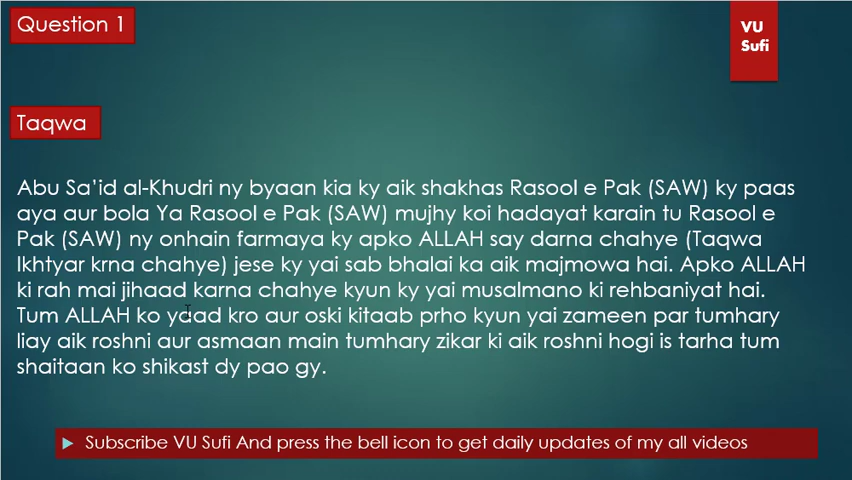 Question 1
VU
Sufi
Taqwa
Abu Sa'id al-Khudri ny byaan kia ky aik shakhas Rasool e Pak (SAW) ky paas
aya aur bola Ya Rasool e Pak (SAW) mujhy koi hadayat karain tu Rasool e
Pak (SAW) ny onhain farmaya ky apko ALLAH say darna chahye (Taqwa
Ikhtyar krna chahye) jese ky yai sab bhalai ka aik majmowa hai. Apko ALLAH
ki rah mai jihaad karna chahye kyun ky yai musalmano ki rehbaniyat hai.
Tum ALLAH ko yaad kro aur oski kitaab prho kyun yai zameen par tumhary
liay aik roshni aur asmaan main tumhary zikar ki aik roshni hogi is tarha tum
shaitaan ko shikast dy pao gy.
Subscribe VU Sufi And press the bell icon to get daily updates of my all videos